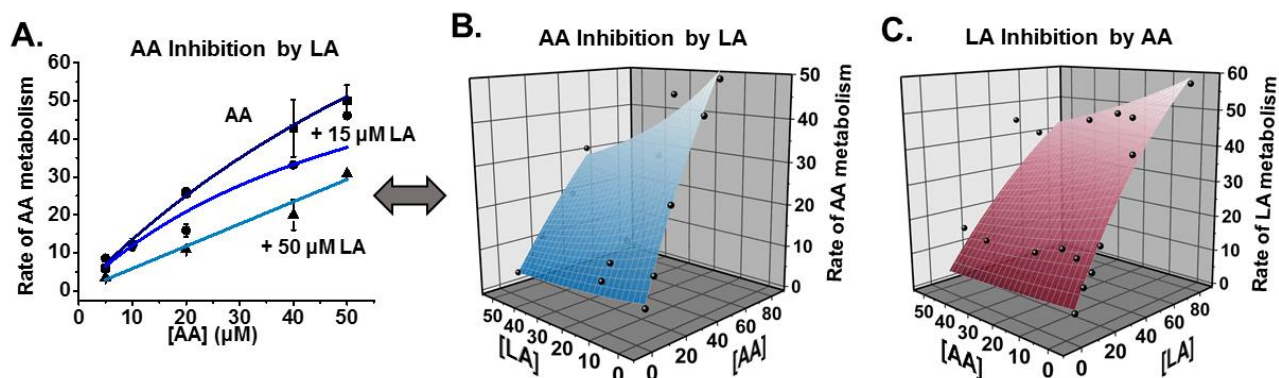 A.
AA Inhibition by LA
Rate of AA metabolism
60
50
40
30
20
10
0
AA
+ 15 µM LA
+ 50 µM LA
0 10 20 30 40 50
[AA] (µM)
B.
AA Inhibition by LA
50
40
30
20
10
0
Rate of AA metabolism
50 40 30 20 10 0
[LA]
0 20 40 60 80
[AA]
C.
LA Inhibition by AA
60
50
40
30
20
10
0
Rate of LA metabolism
50 40 30 20 10 0
[AA]
0 20 40 60 80
[LA]